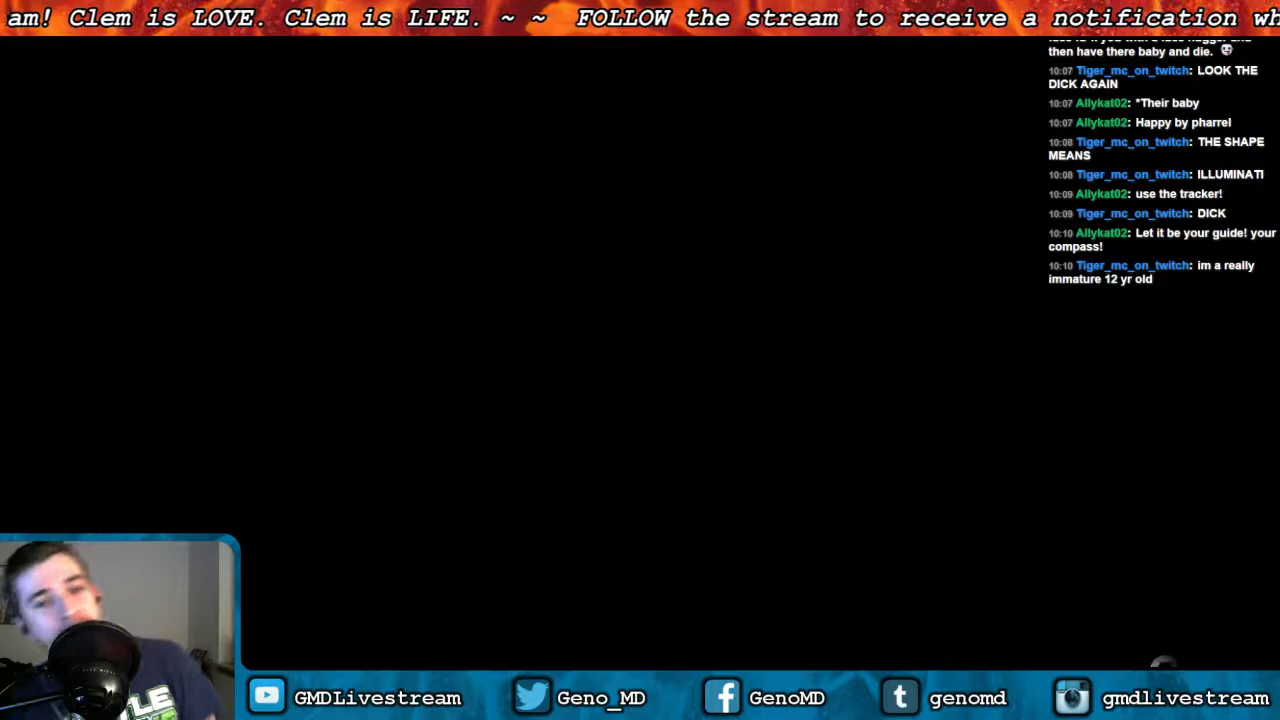 am! Clem is LOVE. Clem is LIFE. ~ ~ FOLLOW the stream to receive a notification wh
then have there baby and die.
10:07 Tiger_mc_on_twitch: LOOK THE
DICK AGAIN
10:07 Allykat02: *Their baby
10:07 Allykat02: Happy by pharrel
10:08 Tiger_mc_on_twitch: THE SHAPE
MEANS
10:08 Tiger_mc_on_twitch: ILLUMINATI
10:09 Allykat02: use the tracker!
10:09 Tiger_mc_on_twitch: DICK
10:10 Allykat02: Let it be your guide! your
compass!
10:10 Tiger_mc_on_twitch: im a really
immature 12 yr old
GMDLivestream Geno_MD GenoMD genomd gmdlivestream